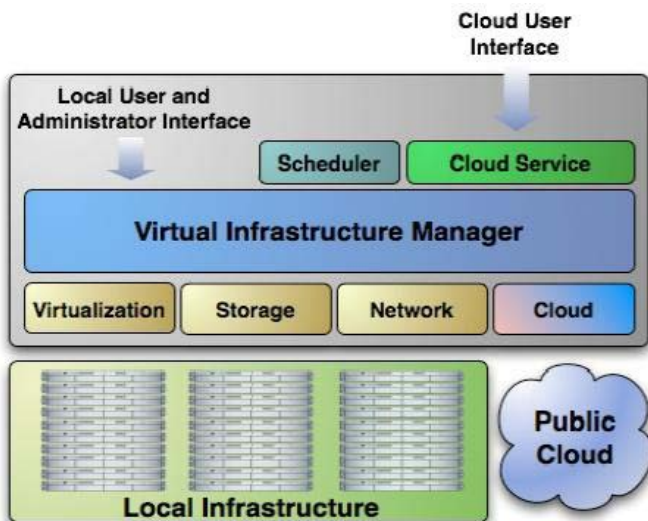 Cloud User
Interface
Local User and
Administrator Interface
Scheduler
Cloud Service
Virtual Infrastructure Manager
Virtualization
Storage
Network
Cloud
Public
Cloud
Local Infrastructure